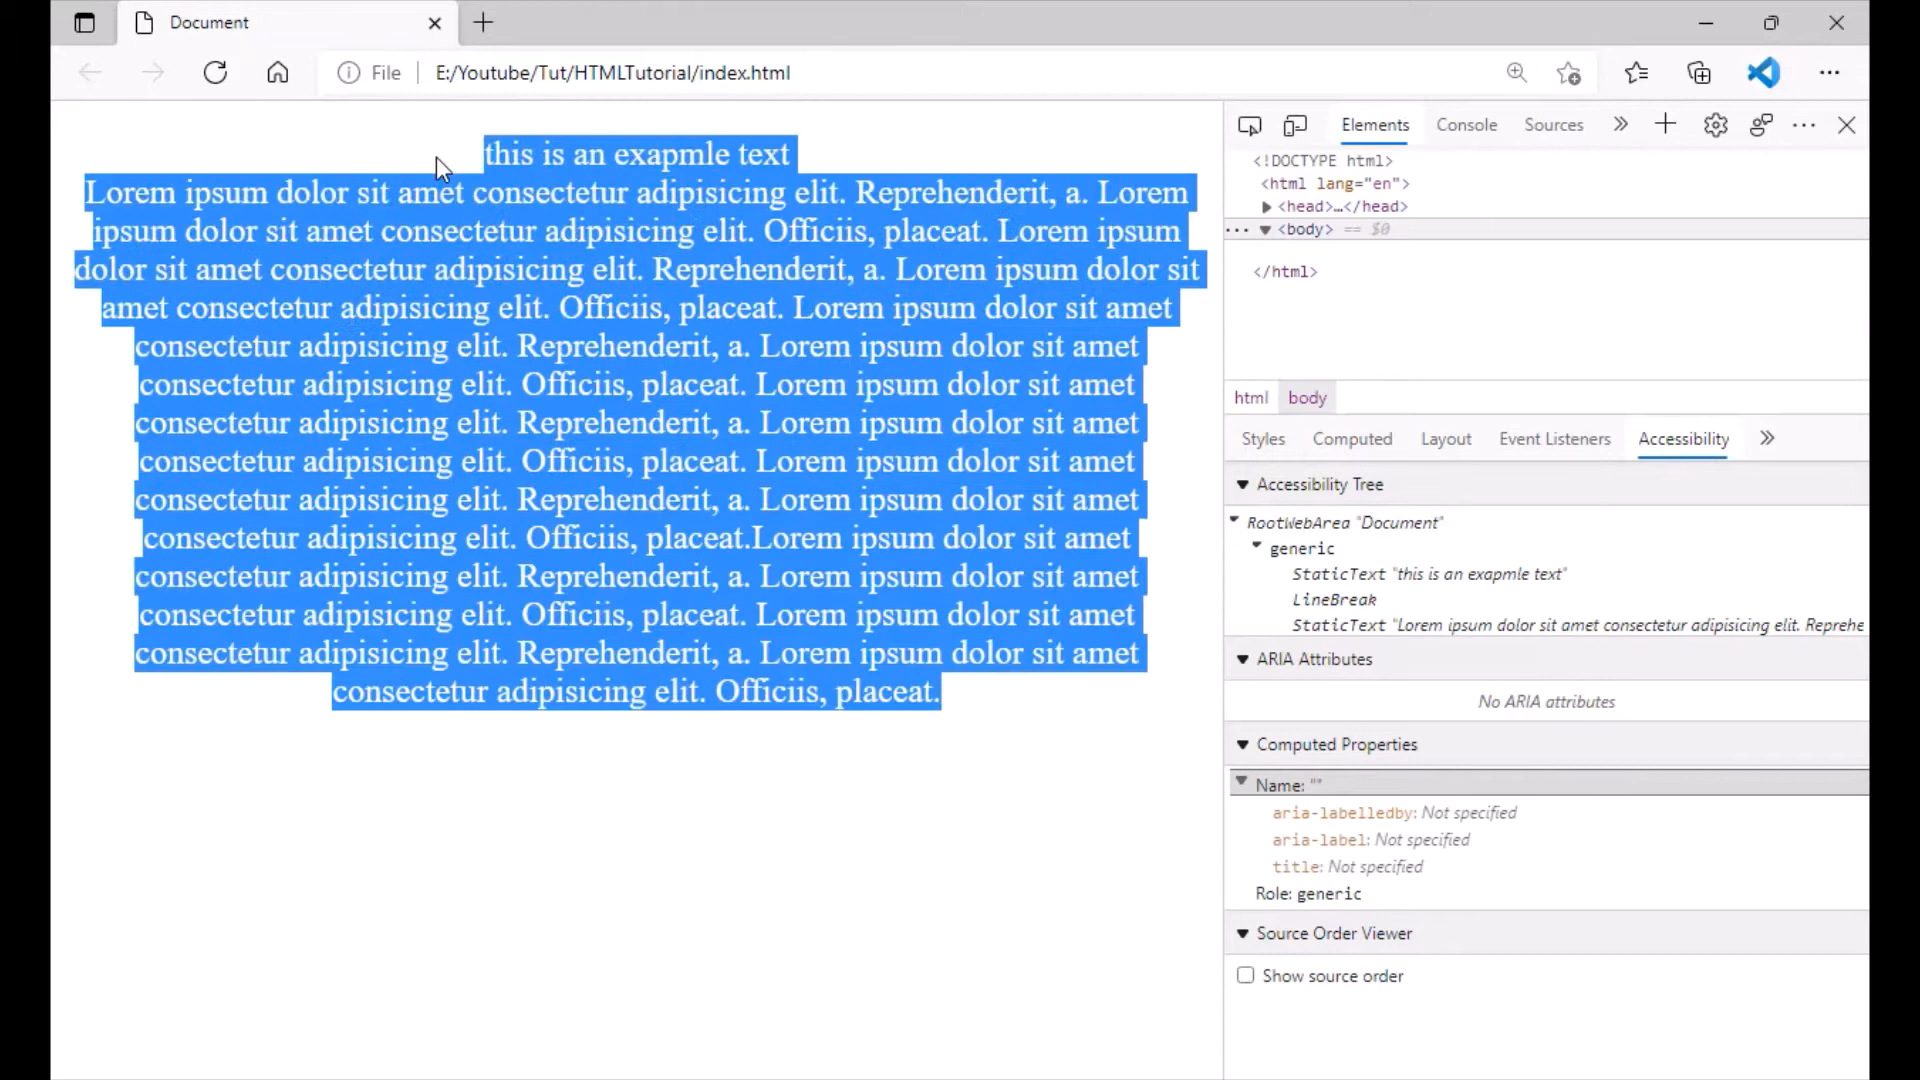 Document
File
E:/Youtube/Tut/HTMLTutorial/index.html
this is an exapmle text
Lorem ipsum dolor sit amet consectetur adipisicing elit. Reprehenderit, a. Lorem
ipsum dolor sit amet consectetur adipisicing elit. Officiis, placeat. Lorem ipsum
dolor sit amet consectetur adipisicing elit. Reprehenderit, a. Lorem ipsum dolor sit
amet consectetur adipisicing elit. Officiis, placeat. Lorem ipsum dolor sit amet
consectetur adipisicing elit. Reprehenderit, a. Lorem ipsum dolor sit amet
consectetur adipisicing elit. Officiis, placeat. Lorem ipsum dolor sit amet
consectetur adipisicing elit. Reprehenderit, a. Lorem ipsum dolor sit amet
consectetur adipisicing elit. Officiis, placeat. Lorem ipsum dolor sit amet
consectetur adipisicing elit. Reprehenderit, a. Lorem ipsum dolor sit amet
consectetur adipisicing elit. Officiis, placeat.Lorem ipsum dolor sit amet
consectetur adipisicing elit. Reprehenderit, a. Lorem ipsum dolor sit amet
consectetur adipisicing elit. Officiis, placeat. Lorem ipsum dolor sit amet
consectetur adipisicing elit. Reprehenderit, a. Lorem ipsum dolor sit amet
consectetur adipisicing elit. Officiis, placeat.
Elements Console Sources
<!DOCTYPE html>
<html lang="en">
<head>…</head>
<body> == $0
</html>
html body
Styles Computed Layout Event Listeners Accessibility
Accessibility Tree
RootWebArea "Document"
generic
StaticText "this is an exapmle text"
LineBreak
StaticText "Lorem ipsum dolor sit amet consectetur adipisicing elit. Reprehe
ARIA Attributes
No ARIA attributes
Computed Properties
Name: ""
aria-labelledby: Not specified
aria-label: Not specified
title: Not specified
Role: generic
Source Order Viewer
Show source order